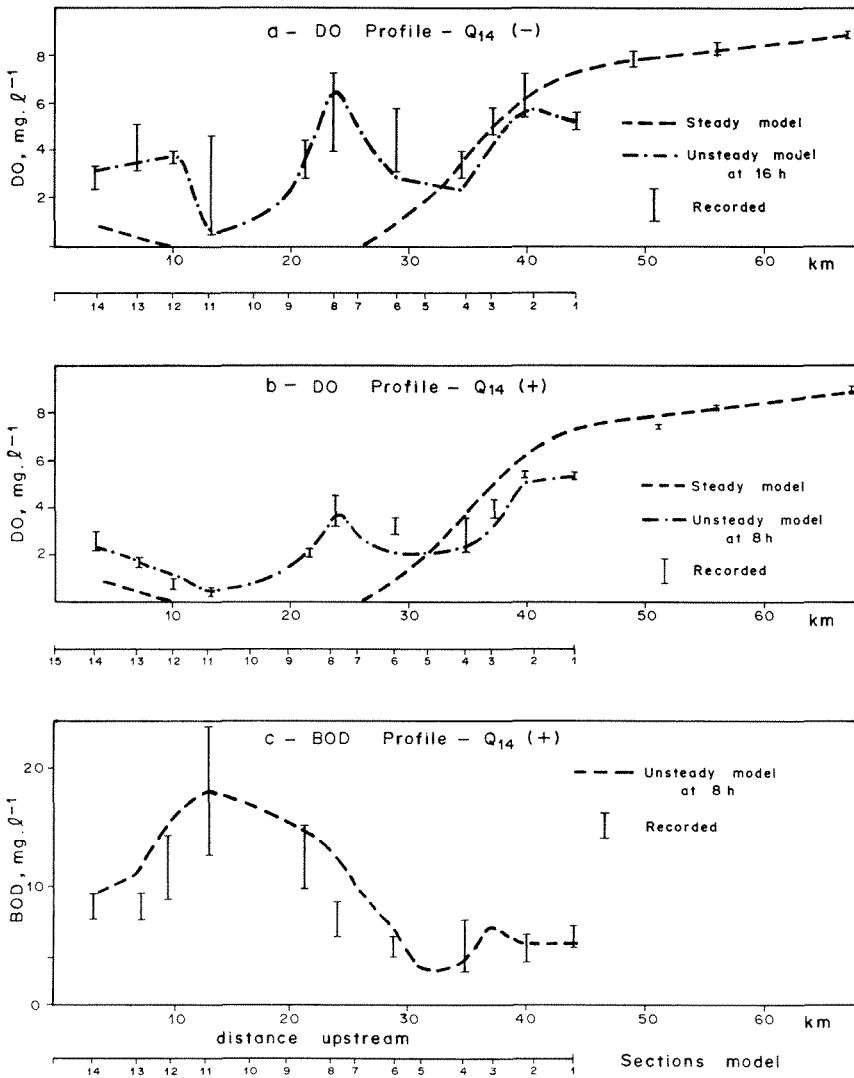 a - DO Profile - Q14 (-)
DO, mg. ℓ-1
8
6
4
2
Steady model
Unsteady model
at 16 h
Recorded
10 20 30 40 50 60 km
14 13 12 11 10 9 8 7 6 5 4 3 2 1
b - DO Profile - Q14 (+)
DO, mg. ℓ-1
8
6
4
2
Steady model
Unsteady model
at 8h
Recorded
10 20 30 40 50 60 km
15 14 13 12 11 10 9 8 7 6 5 4 3 2 1
c - BOD Profile - Q14 (+)
BOD, mg. ℓ-1
20
10
0
Unsteady model
at 8 h
Recorded
10 20 30 40 50 60 km
distance upstream
14 13 12 11 10 9 8 7 6 5 4 3 2 1 Sections model